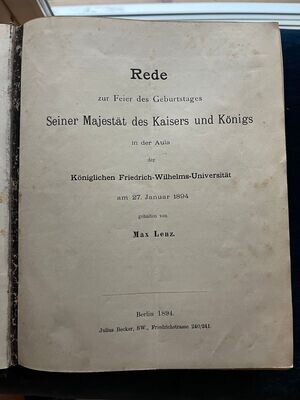 Rede
zur Feier des Geburtstages
Seiner Majestät des Kaisers und Königs
in der Aula
der
Königlichen Friedrich-Wilhelms-Universität
am 27. Januar 1894
gehalten von
Max Lenz.
Berlin 1894.
Julius Becker, SW., Friedrichstrasse 240/241.